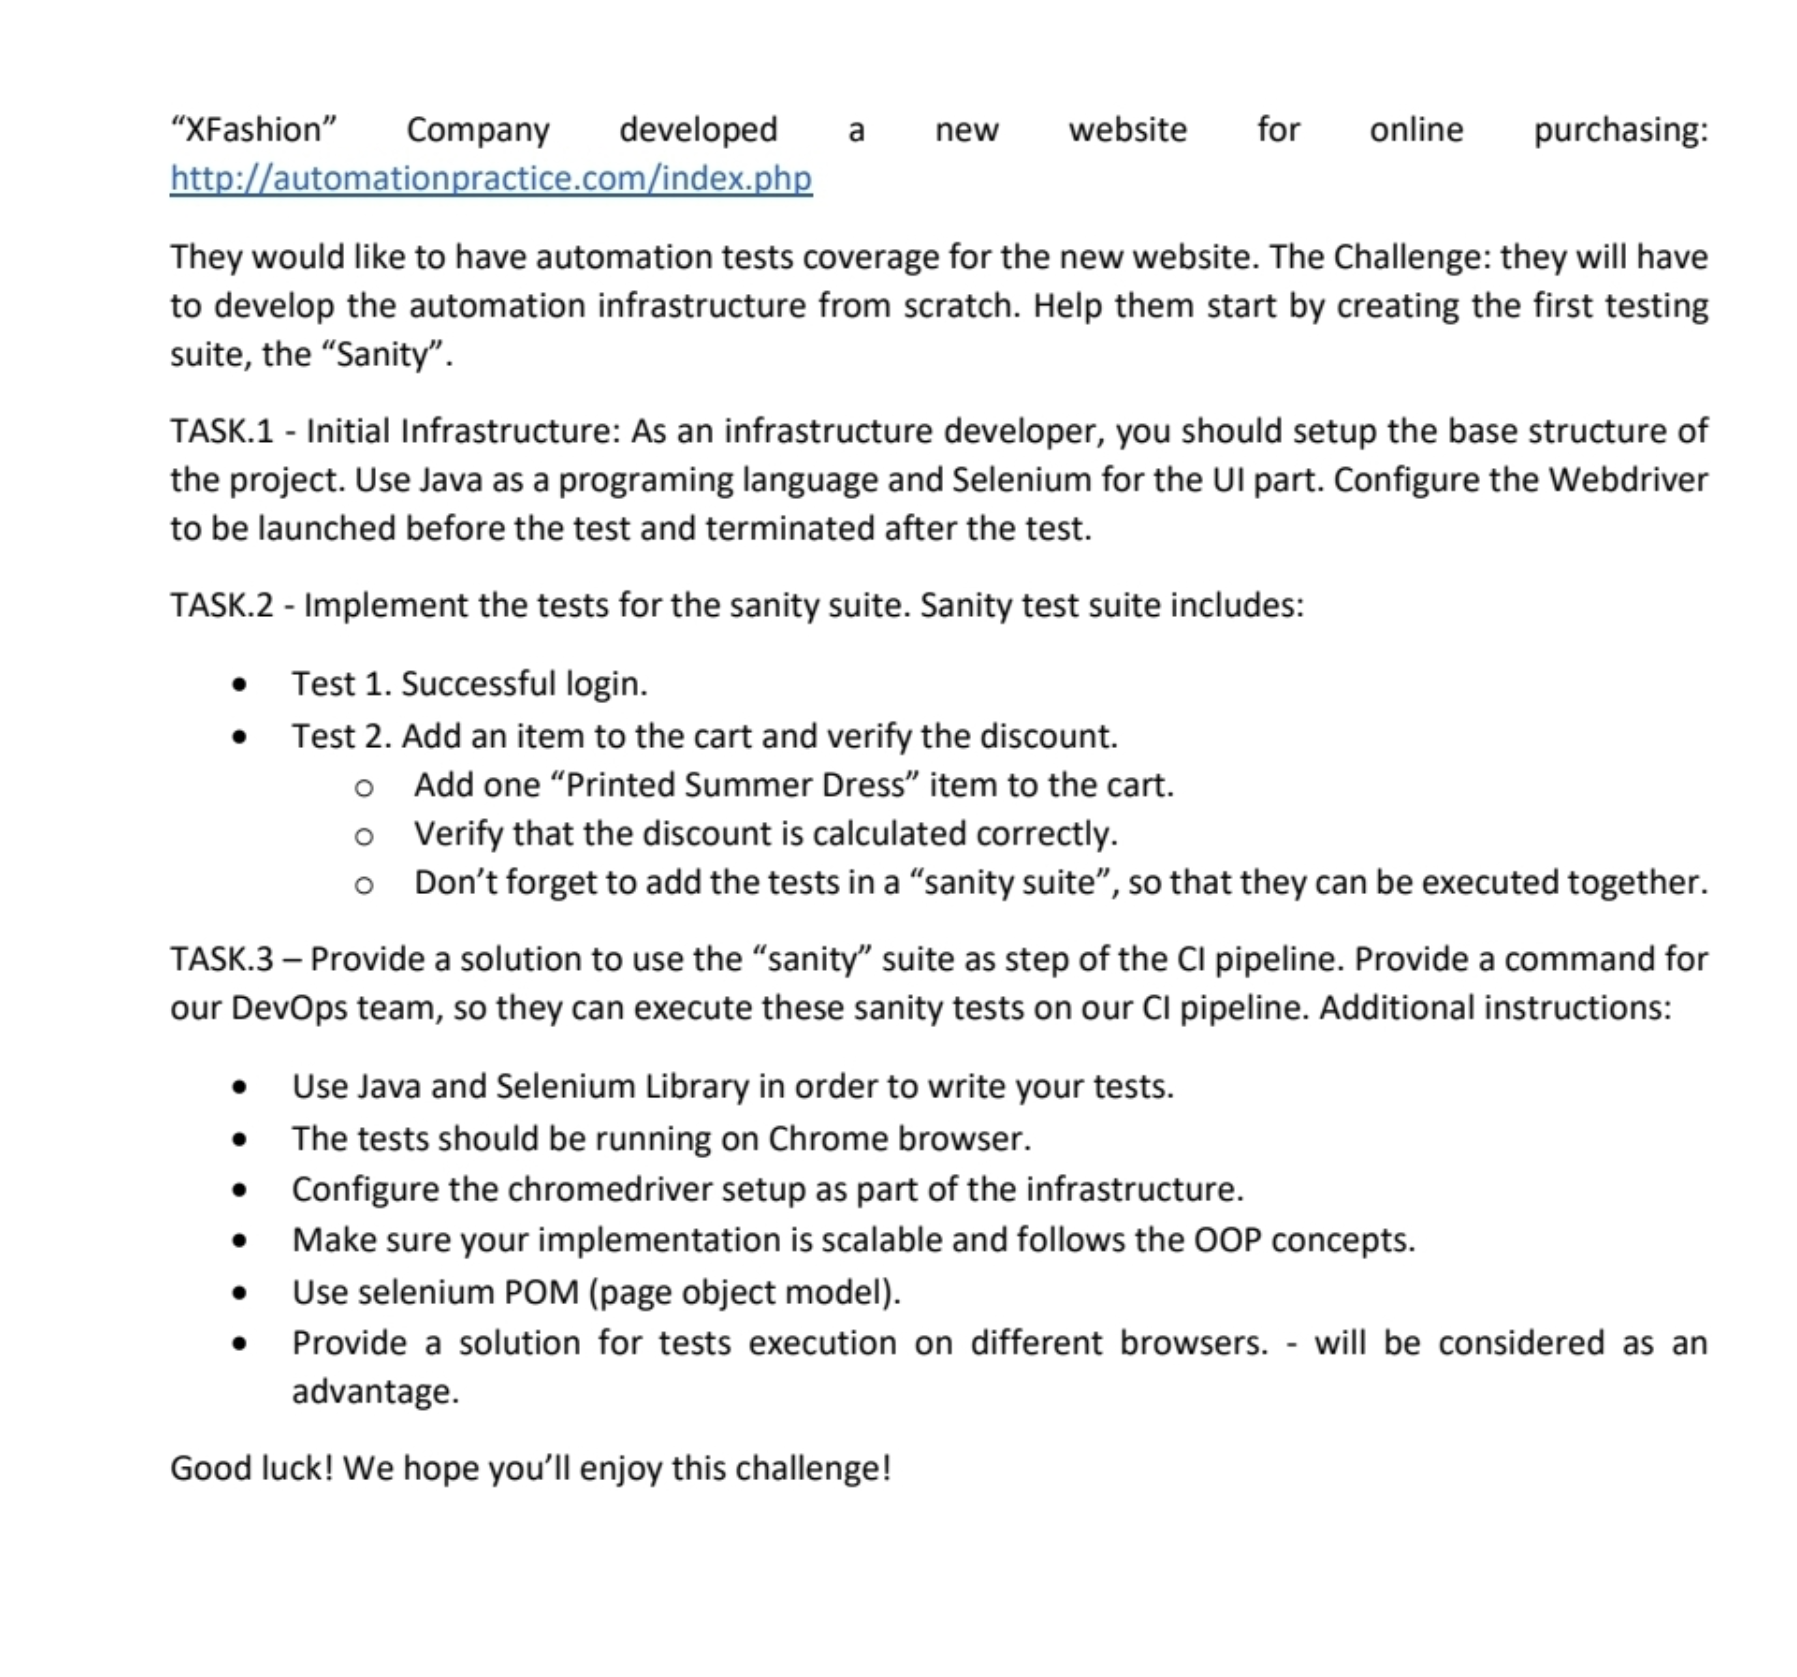 “XFashion” Company developed a new website for online purchasing:
http://automationpractice.com/index.php
They would like to have automation tests coverage for the new website. The Challenge: they will have
to develop the automation infrastructure from scratch. Help them start by creating the first testing
suite, the “Sanity”.
TASK.1 - Initial Infrastructure: As an infrastructure developer, you should setup the base structure of
the project. Use Java as a programing language and Selenium for the UI part. Configure the Webdriver
to be launched before the test and terminated after the test.
TASK.2 - Implement the tests for the sanity suite. Sanity test suite includes:
• Test 1. Successful login.
• Test 2. Add an item to the cart and verify the discount.
o Add one “Printed Summer Dress” item to the cart.
o Verify that the discount is calculated correctly.
o Don’t forget to add the tests in a “sanity suite”, so that they can be executed together.
TASK.3 – Provide a solution to use the “sanity” suite as step of the CI pipeline. Provide a command for
our DevOps team, so they can execute these sanity tests on our CI pipeline. Additional instructions:
• Use Java and Selenium Library in order to write your tests.
• The tests should be running on Chrome browser.
• Configure the chromedriver setup as part of the infrastructure.
• Make sure your implementation is scalable and follows the OOP concepts.
• Use selenium POM (page object model).
• Provide a solution for tests execution on different browsers. - will be considered as an
advantage.
Good luck! We hope you’ll enjoy this challenge!